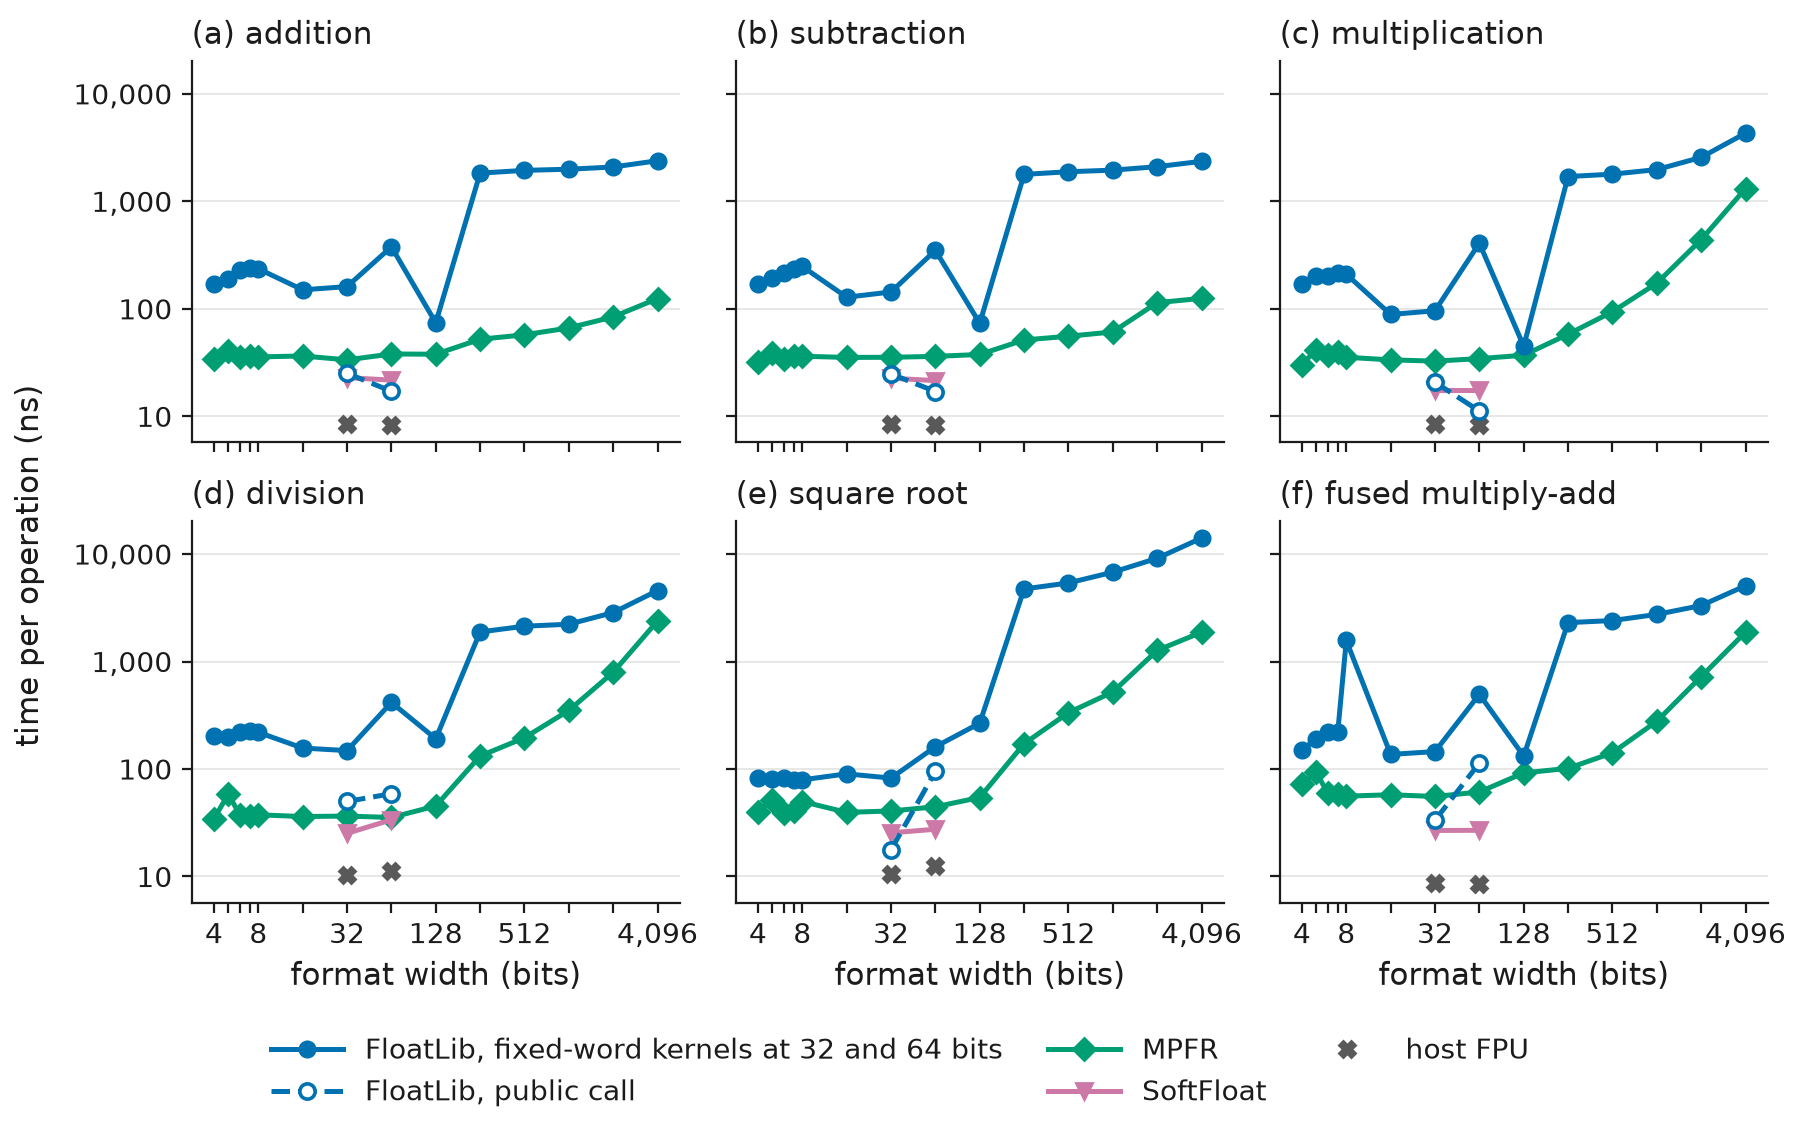 (a) addition
(b) subtraction
(c) multiplication
10,000
1,000
100
10
(d) division
(e) square root
(f) fused multiply-add
10,000
1,000
100
10
time per operation (ns)
4 8 32 128 512 4,096
4 8 32 128 512 4,096
4 8 32 128 512 4,096
format width (bits)
format width (bits)
format width (bits)
FloatLib, fixed-word kernels at 32 and 64 bits
FloatLib, public call
MPFR
SoftFloat
host FPU